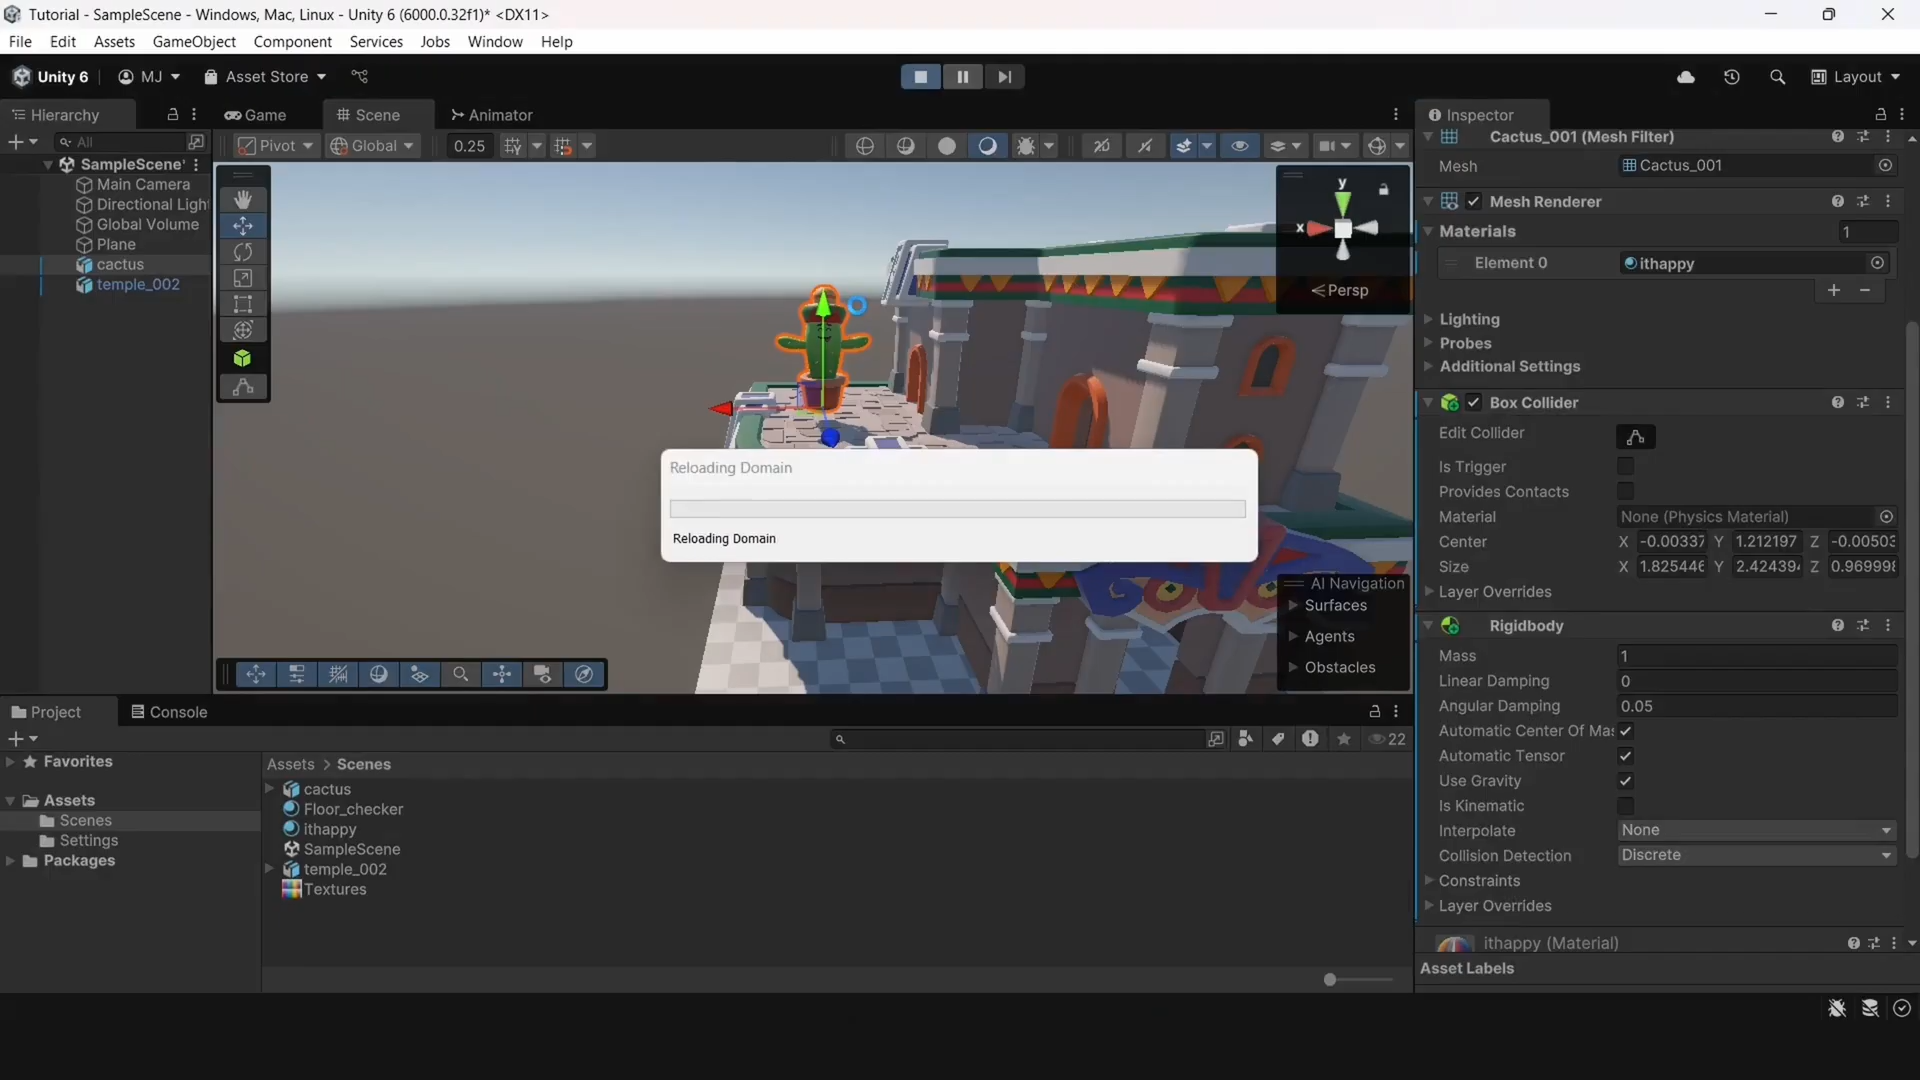 Tutorial - SampleScene - Windows, Mac, Linux - Unity 6 (6000.0.32f1)* <DX11>
File Edit Assets GameObject Component Services Jobs Window Help
Unity 6 MJ Asset Store Layout
Hierarchy
All
SampleScene*
Main Camera
Directional Ligh
Global Volume
Plane
cactus
temple_002
Game Scene Animator
Pivot Global 0.25
y
x
Persp
Reloading Domain
Reloading Domain
AI Navigation
Surfaces
Agents
Obstacles
Inspector
Cactus_001 (Mesh Filter)
Mesh Cactus_001
Mesh Renderer
Materials 1
Element 0 ithappy
Lighting
Probes
Additional Settings
Box Collider
Edit Collider
Is Trigger
Provides Contacts
Material None (Physics Material)
Center X -0.00337 Y 1.212197 Z -0.00503
Size X 1.825446 Y 2.424394 Z 0.969998
Layer Overrides
Rigidbody
Mass 1
Linear Damping 0
Angular Damping 0.05
Automatic Center Of Mas
Automatic Tensor
Use Gravity
Is Kinematic
Interpolate None
Collision Detection Discrete
Constraints
Layer Overrides
ithappy (Material)
Asset Labels
Project Console
22
Favorites
Assets
Scenes
Settings
Packages
Assets > Scenes
cactus
Floor_checker
ithappy
SampleScene
temple_002
Textures